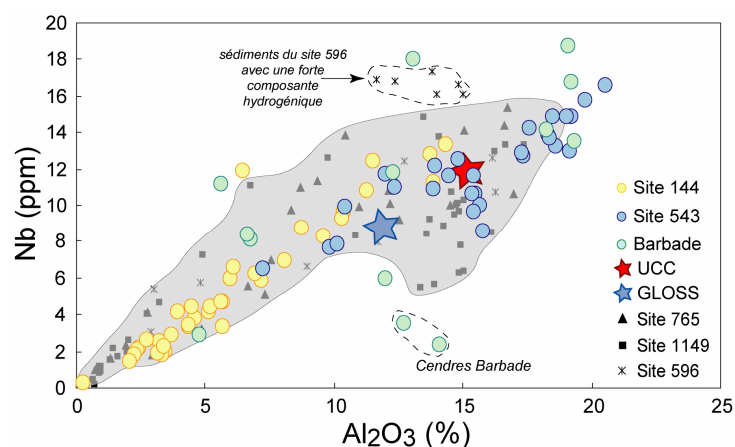 20
18
16
14
12
10
8
6
4
2
0
Nb (ppm)
sédiments du site 596
avec une forte
composante
hydrogénique
Site 144
Site 543
Barbade
UCC
GLOSS
Site 765
Site 1149
Site 596
Cendres Barbade
0 5 10 15 20 25
Al2O3 (%)